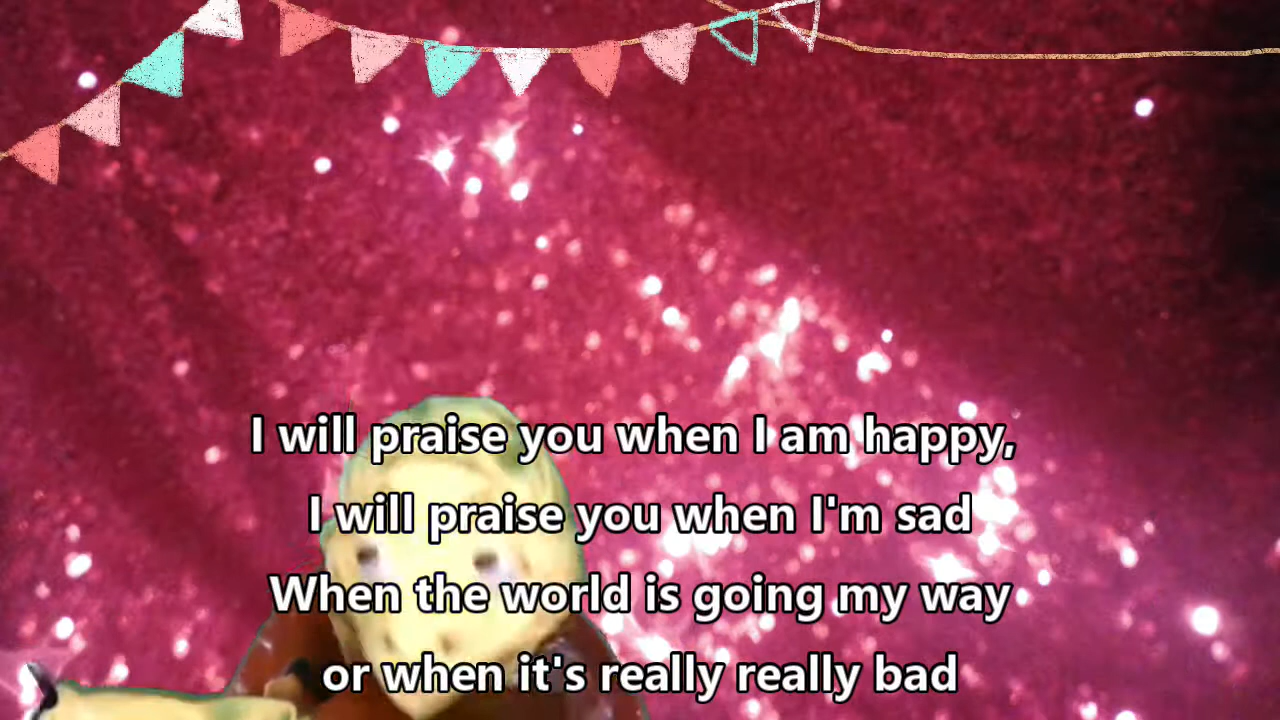 I will praise you when I am happy,
I will praise you when I'm sad
When the world is going my way
or when it's really really bad